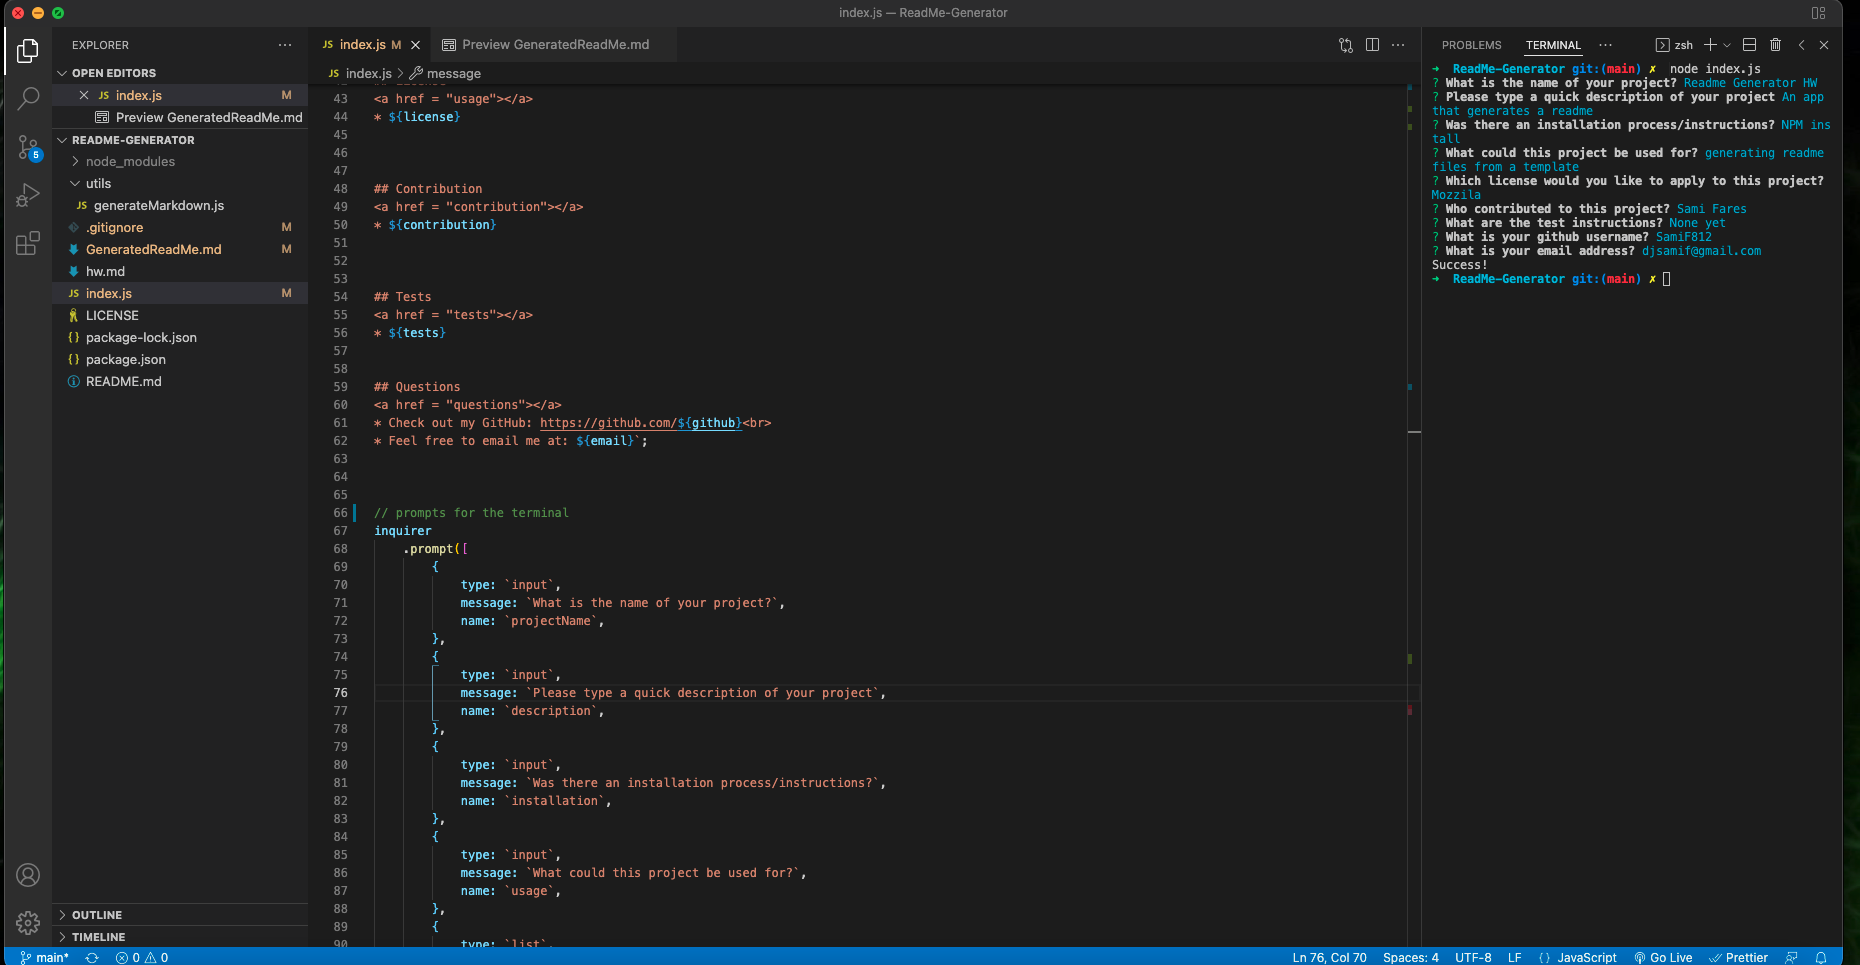 index.js — ReadMe-Generator
EXPLORER
OPEN EDITORS
JS index.js M
Preview GeneratedReadMe.md
README-GENERATOR
node_modules
utils
JS generateMarkdown.js
.gitignore M
GeneratedReadMe.md M
hw.md
JS index.js M
LICENSE
{} package-lock.json
{} package.json
README.md
OUTLINE
TIMELINE
5
JS index.js M
Preview GeneratedReadMe.md
JS index.js > message
43 <a href = "usage"></a>
44 * ${license}
45
46
47
48 ## Contribution
49 <a href = "contribution"></a>
50 * ${contribution}
51
52
53
54 ## Tests
55 <a href = "tests"></a>
56 * ${tests}
57
58
59 ## Questions
60 <a href = "questions"></a>
61 * Check out my GitHub: https://github.com/${github}<br>
62 * Feel free to email me at: ${email}`;
63
64
65
66 // prompts for the terminal
67 inquirer
68 .prompt([
69 {
70 type: `input`,
71 message: `What is the name of your project?`,
72 name: `projectName`,
73 },
74 {
75 type: `input`,
76 message: `Please type a quick description of your project`,
77 name: `description`,
78 },
79 {
80 type: `input`,
81 message: `Was there an installation process/instructions?`,
82 name: `installation`,
83 },
84 {
85 type: `input`,
86 message: `What could this project be used for?`,
87 name: `usage`,
88 },
89 {
90 type: `list`,
PROBLEMS TERMINAL zsh
➜ ReadMe-Generator git:(main) ✗ node index.js
? What is the name of your project? Readme Generator HW
? Please type a quick description of your project An app
that generates a readme
? Was there an installation process/instructions? NPM ins
tall
? What could this project be used for? generating readme
files from a template
? Which license would you like to apply to this project?
Mozzila
? Who contributed to this project? Sami Fares
? What are the test instructions? None yet
? What is your github username? SamiF812
? What is your email address? djsamif@gmail.com
Success!
➜ ReadMe-Generator git:(main) ✗
main* 0 0 Ln 76, Col 70 Spaces: 4 UTF-8 LF {} JavaScript Go Live Prettier